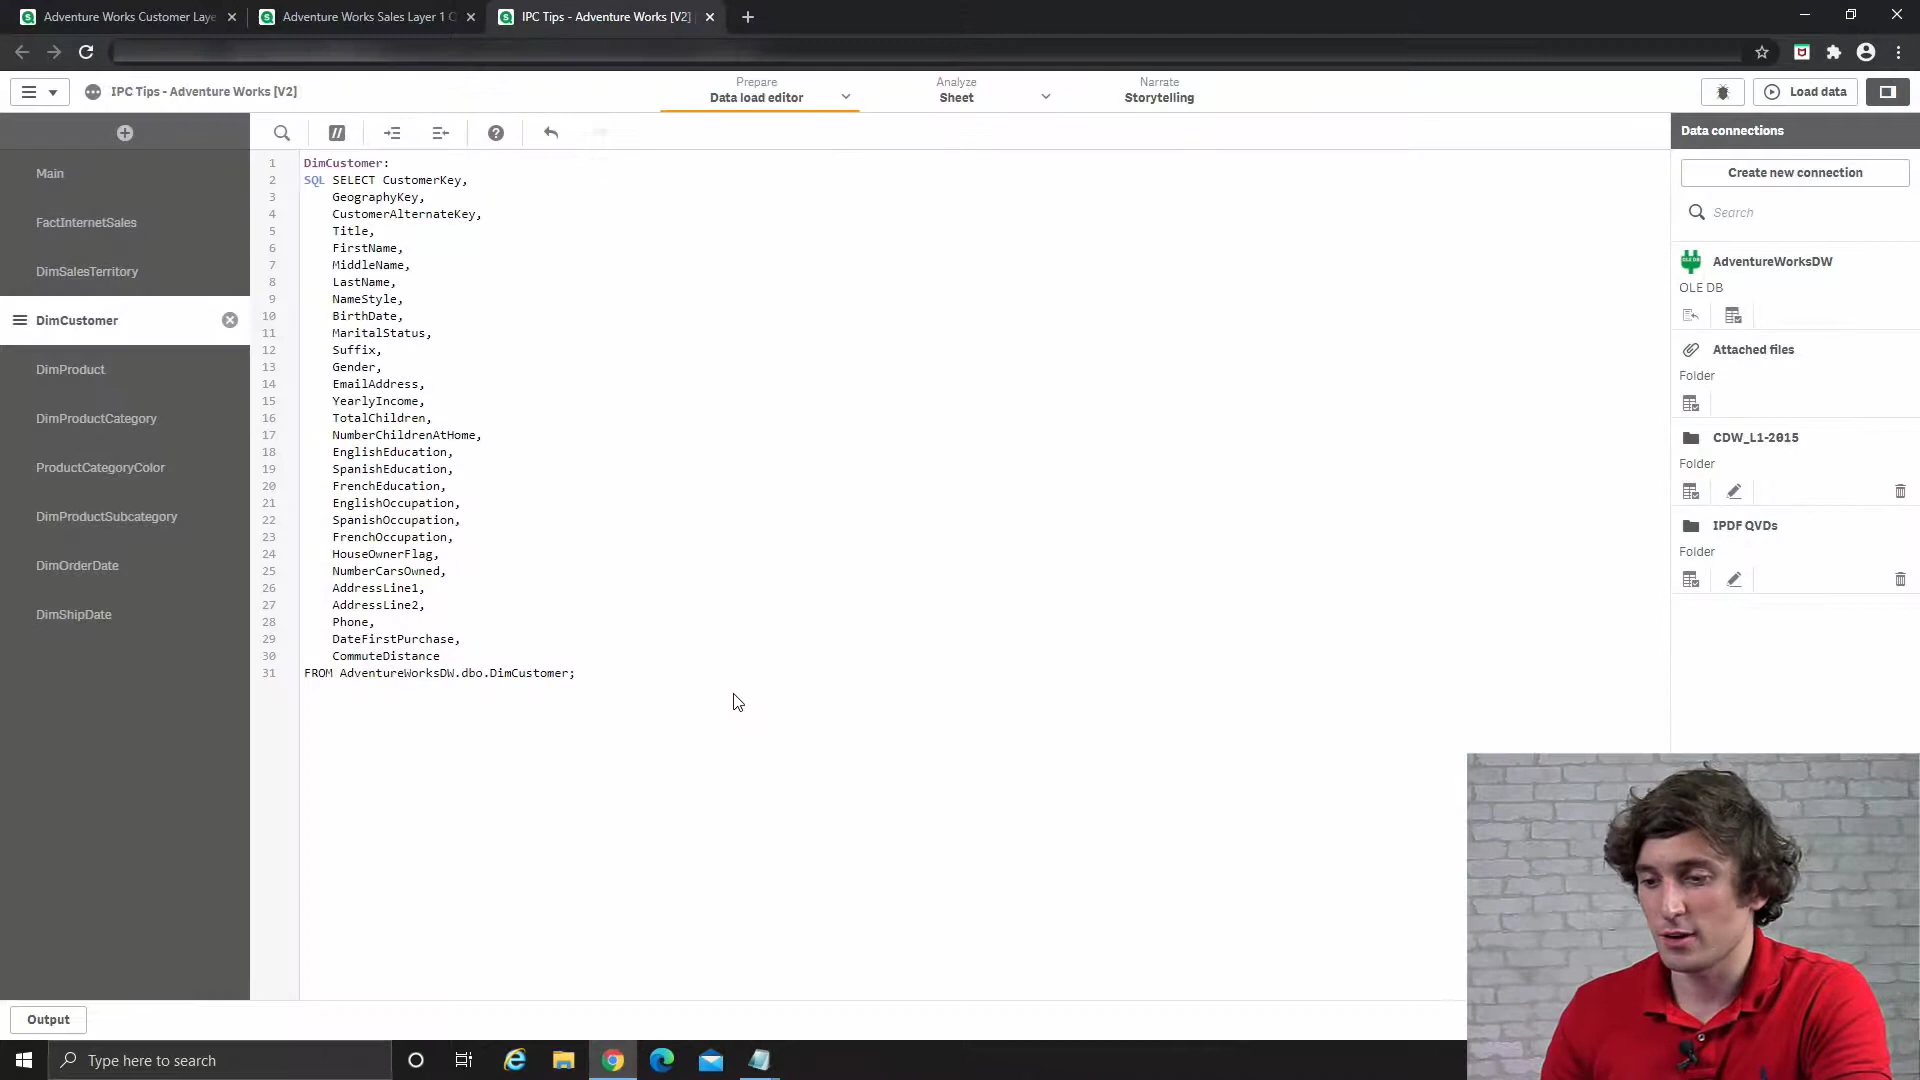 Adventure Works Customer Laye
Adventure Works Sales Layer 1 C
IPC Tips - Adventure Works [V2]
IPC Tips - Adventure Works [V2]
Prepare
Data load editor
Analyze
Sheet
Narrate
Storytelling
Load data
Main
FactInternetSales
DimSalesTerritory
DimCustomer
DimProduct
DimProductCategory
ProductCategoryColor
DimProductSubcategory
DimOrderDate
DimShipDate
1 DimCustomer:
2 SQL SELECT CustomerKey,
3 GeographyKey,
4 CustomerAlternateKey,
5 Title,
6 FirstName,
7 MiddleName,
8 LastName,
9 NameStyle,
10 BirthDate,
11 MaritalStatus,
12 Suffix,
13 Gender,
14 EmailAddress,
15 YearlyIncome,
16 TotalChildren,
17 NumberChildrenAtHome,
18 EnglishEducation,
19 SpanishEducation,
20 FrenchEducation,
21 EnglishOccupation,
22 SpanishOccupation,
23 FrenchOccupation,
24 HouseOwnerFlag,
25 NumberCarsOwned,
26 AddressLine1,
27 AddressLine2,
28 Phone,
29 DateFirstPurchase,
30 CommuteDistance
31 FROM AdventureWorksDW.dbo.DimCustomer;
Data connections
Create new connection
Search
OLE DB
AdventureWorksDW
OLE DB
Attached files
Folder
CDW_L1-2015
Folder
IPDF QVDs
Folder
Output
Type here to search